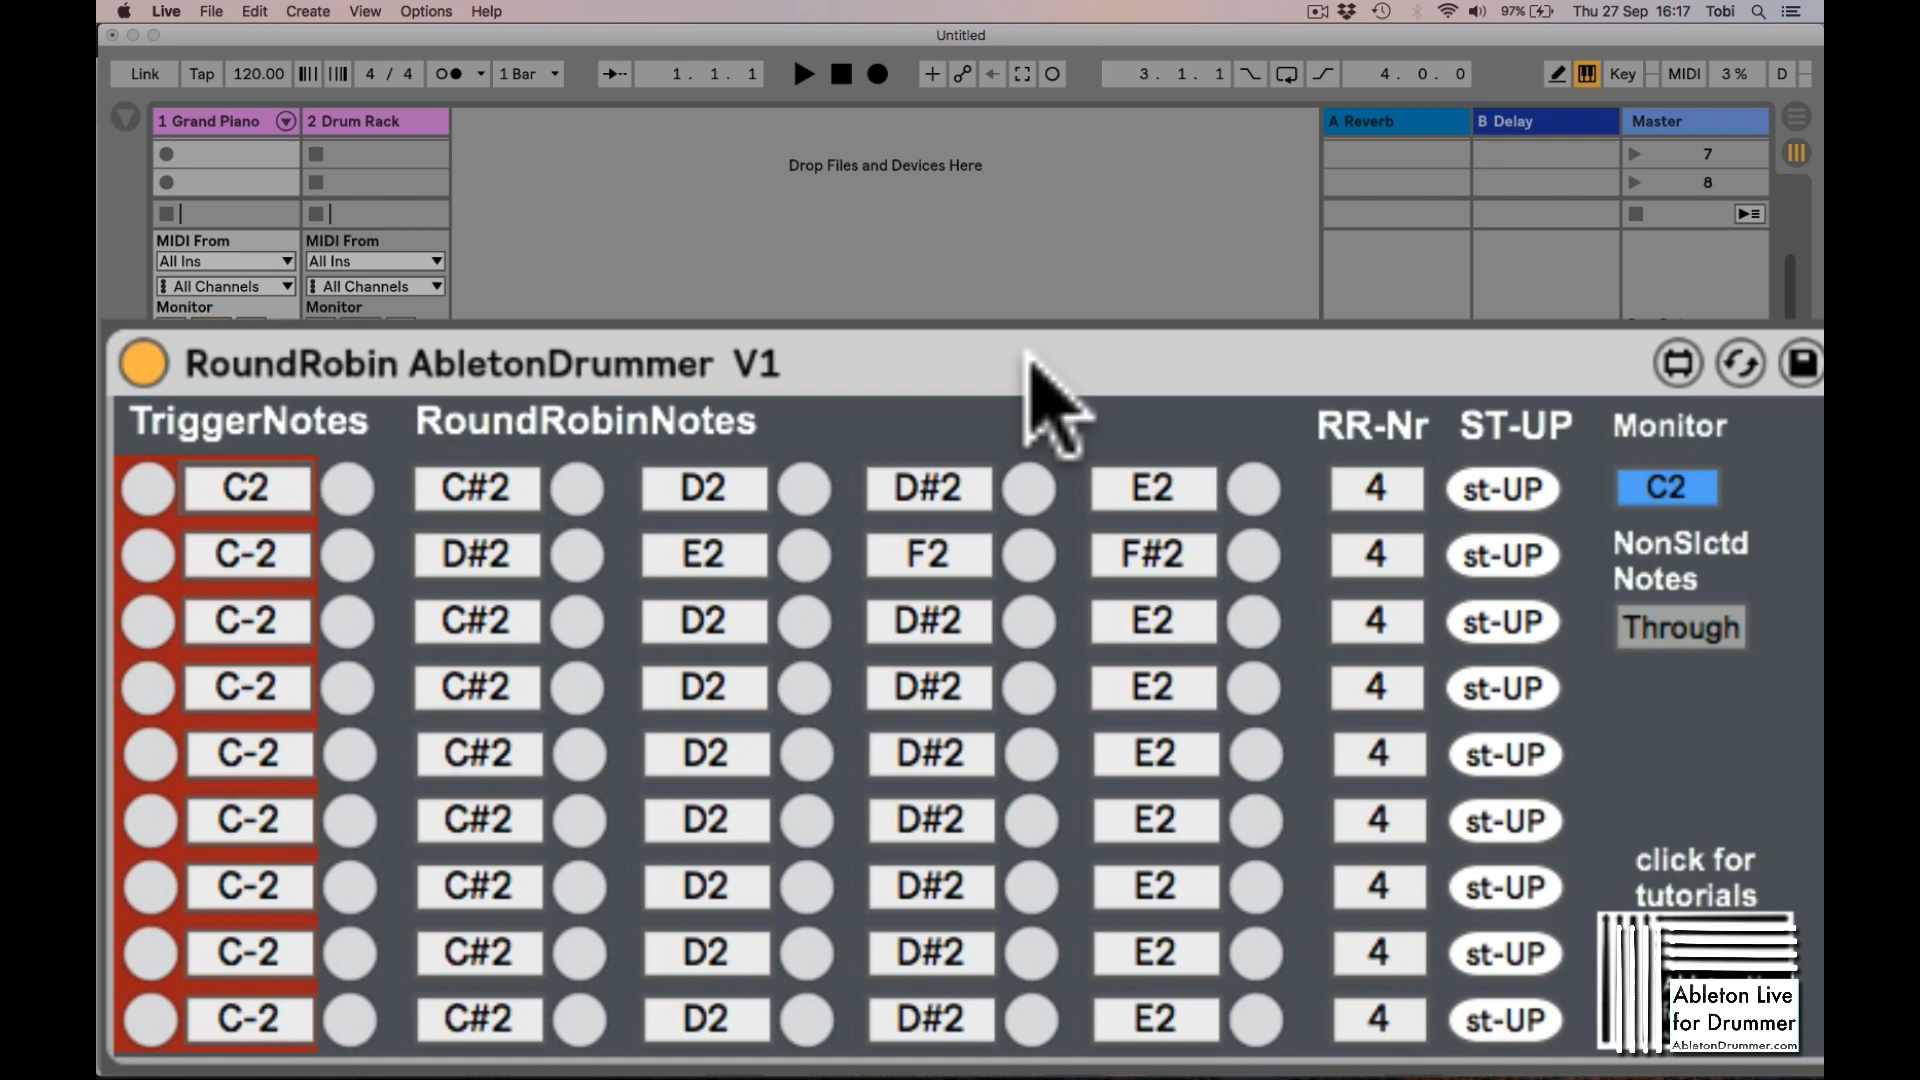 Live File Edit Create View Options Help 97% Thu 27 Sep 16:17 Tobi
Untitled
Link Tap 120.00 4 / 4 1 Bar 1. 1. 1 3. 1. 1 4. 0. 0 Key MIDI 3 % D
1 Grand Piano 2 Drum Rack A Reverb B Delay Master
7
Drop Files and Devices Here
8
MIDI From MIDI From
All Ins All Ins
All Channels All Channels
Monitor Monitor
RoundRobin AbletonDrummer V1
TriggerNotes RoundRobinNotes RR-Nr ST-UP Monitor
C2 C#2 D2 D#2 E2 4 st-UP C2
C-2 D#2 E2 F2 F#2 4 st-UP NonSlctd
Notes
C-2 C#2 D2 D#2 E2 4 st-UP Through
C-2 C#2 D2 D#2 E2 4 st-UP
C-2 C#2 D2 D#2 E2 4 st-UP
C-2 C#2 D2 D#2 E2 4 st-UP
click for
tutorials
C-2 C#2 D2 D#2 E2 4 st-UP
C-2 C#2 D2 D#2 E2 4 st-UP
C-2 C#2 D2 D#2 E2 4 st-UP
Ableton Live
for Drummer
AbletonDrummer.com